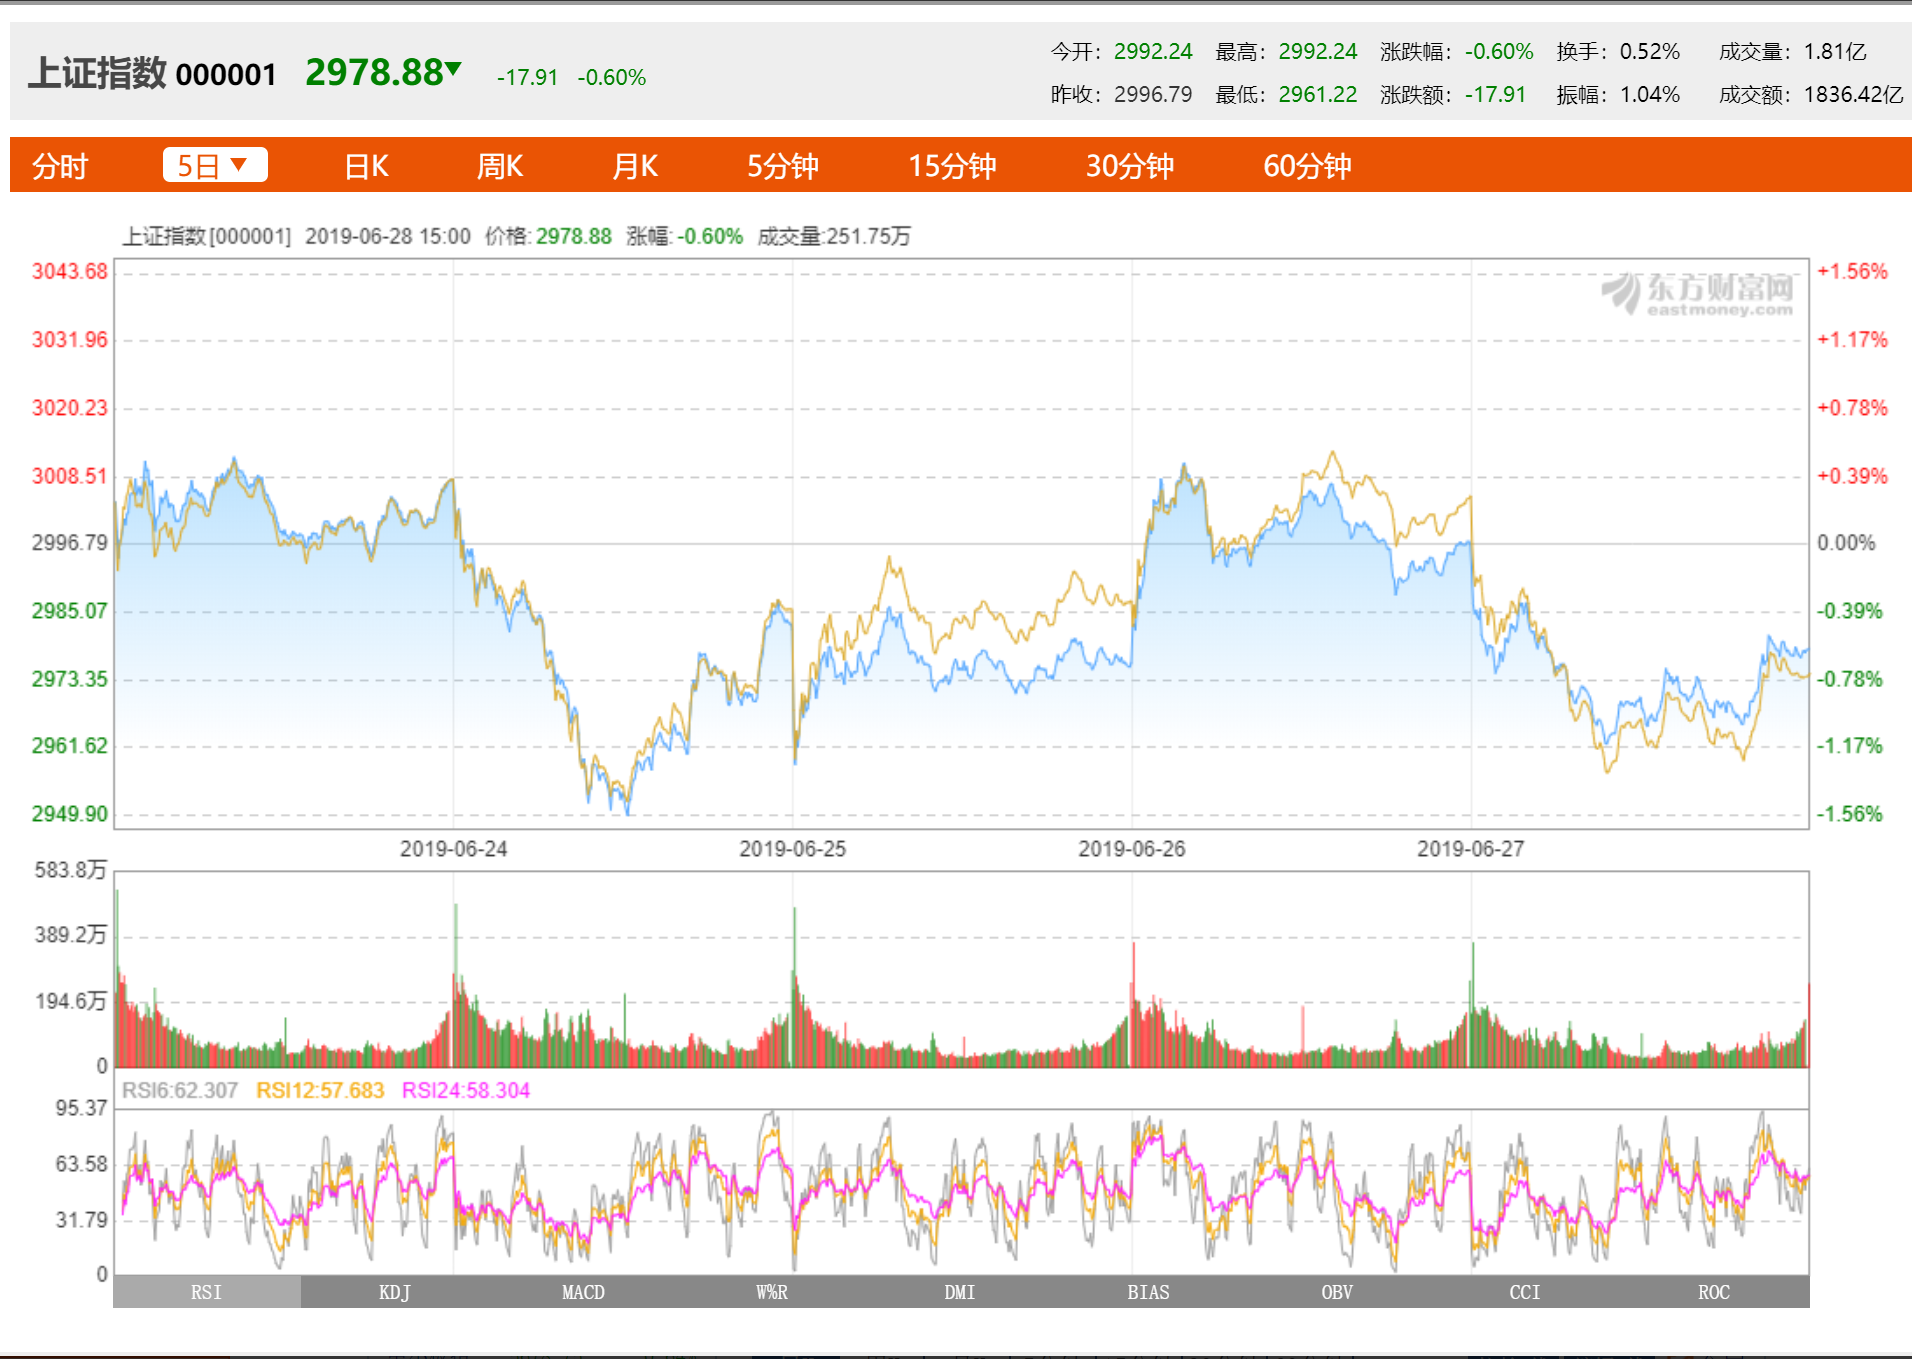 上证指数 000001 2978.88▼ -17.91 -0.60%
今开：2992.24 最高：2992.24 涨跌幅：-0.60% 换手：0.52% 成交量：1.81亿
昨收：2996.79 最低：2961.22 涨跌额：-17.91 振幅：1.04% 成交额：1836.42亿
分时 5日▼ 日K 周K 月K 5分钟 15分钟 30分钟 60分钟
上证指数[000001] 2019-06-28 15:00 价格:2978.88 涨幅:-0.60% 成交量:251.75万
3043.68 +1.56%
东方财富网
eastmoney.com
3031.96 +1.17%
3020.23 +0.78%
3008.51 +0.39%
2996.79 0.00%
2985.07 -0.39%
2973.35 -0.78%
2961.62 -1.17%
2949.90 -1.56%
2019-06-24 2019-06-25 2019-06-26 2019-06-27
583.8万
389.2万
194.6万
0
RSI6:62.307 RSI12:57.683 RSI24:58.304
95.37
63.58
31.79
0
RSI KDJ MACD W%R DMI BIAS OBV CCI ROC